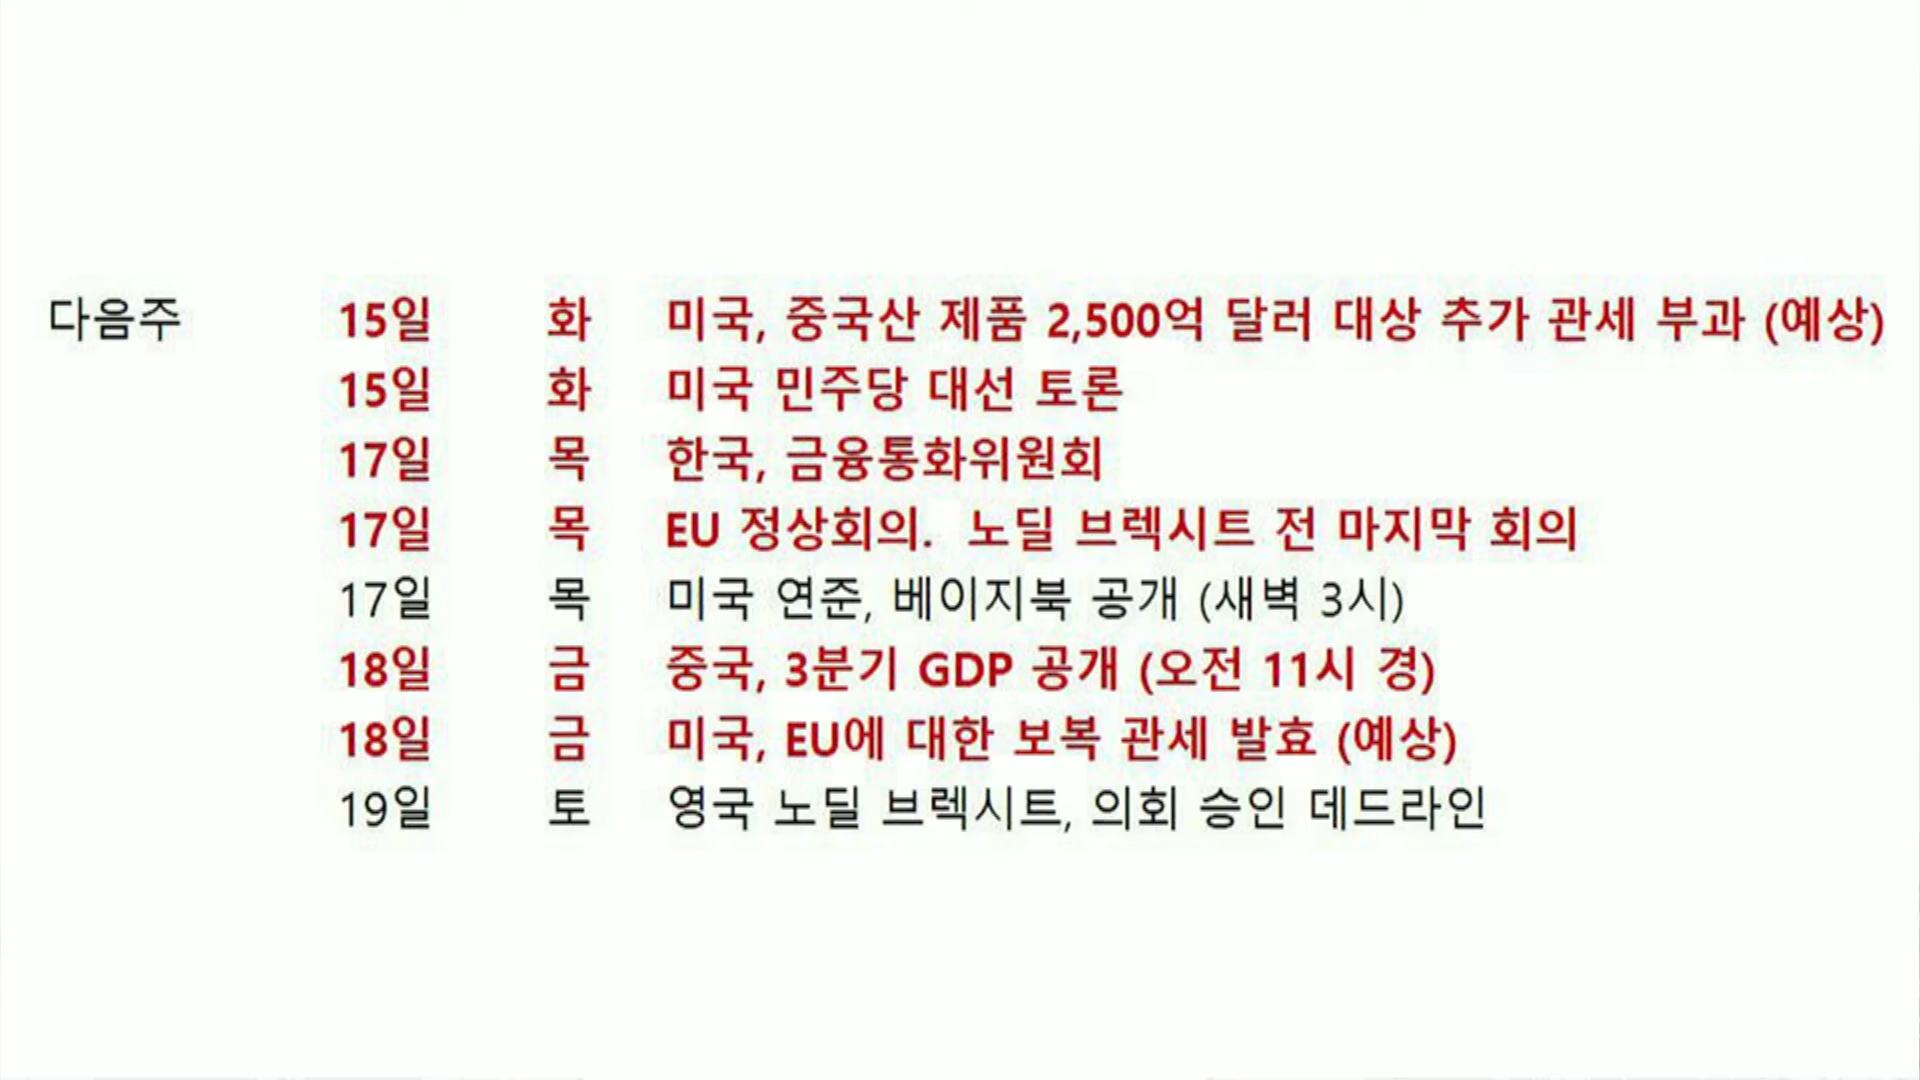 다음주 15일 화 미국, 중국산 제품 2,500억 달러 대상 추가 관세 부과 (예상)
15일 화 미국 민주당 대선 토론
17일 목 한국, 금융통화위원회
17일 목 EU 정상회의. 노딜 브렉시트 전 마지막 회의
17일 목 미국 연준, 베이지북 공개 (새벽 3시)
18일 금 중국, 3분기 GDP 공개 (오전 11시 경)
18일 금 미국, EU에 대한 보복 관세 발효 (예상)
19일 토 영국 노딜 브렉시트, 의회 승인 데드라인